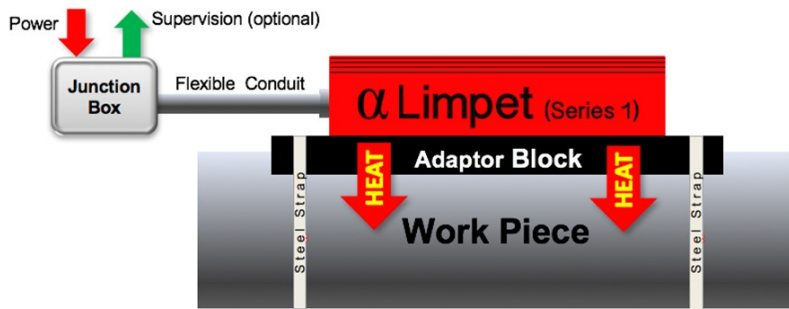 Power
Supervision (optional)
Junction
Box
Flexible Conduit
α Limpet (Series 1)
Adaptor Block
HEAT
HEAT
Steel Strap
Steel Strap
Work Piece